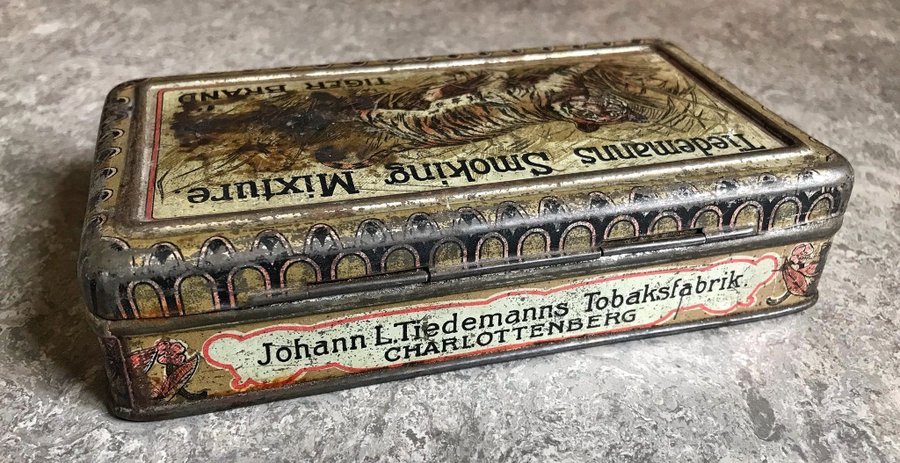 Tiedemanns Smoking Mixture.
TIGER BRAND
Johann L. Tiedemanns Tobaksfabrik.
CHARLOTTENBERG